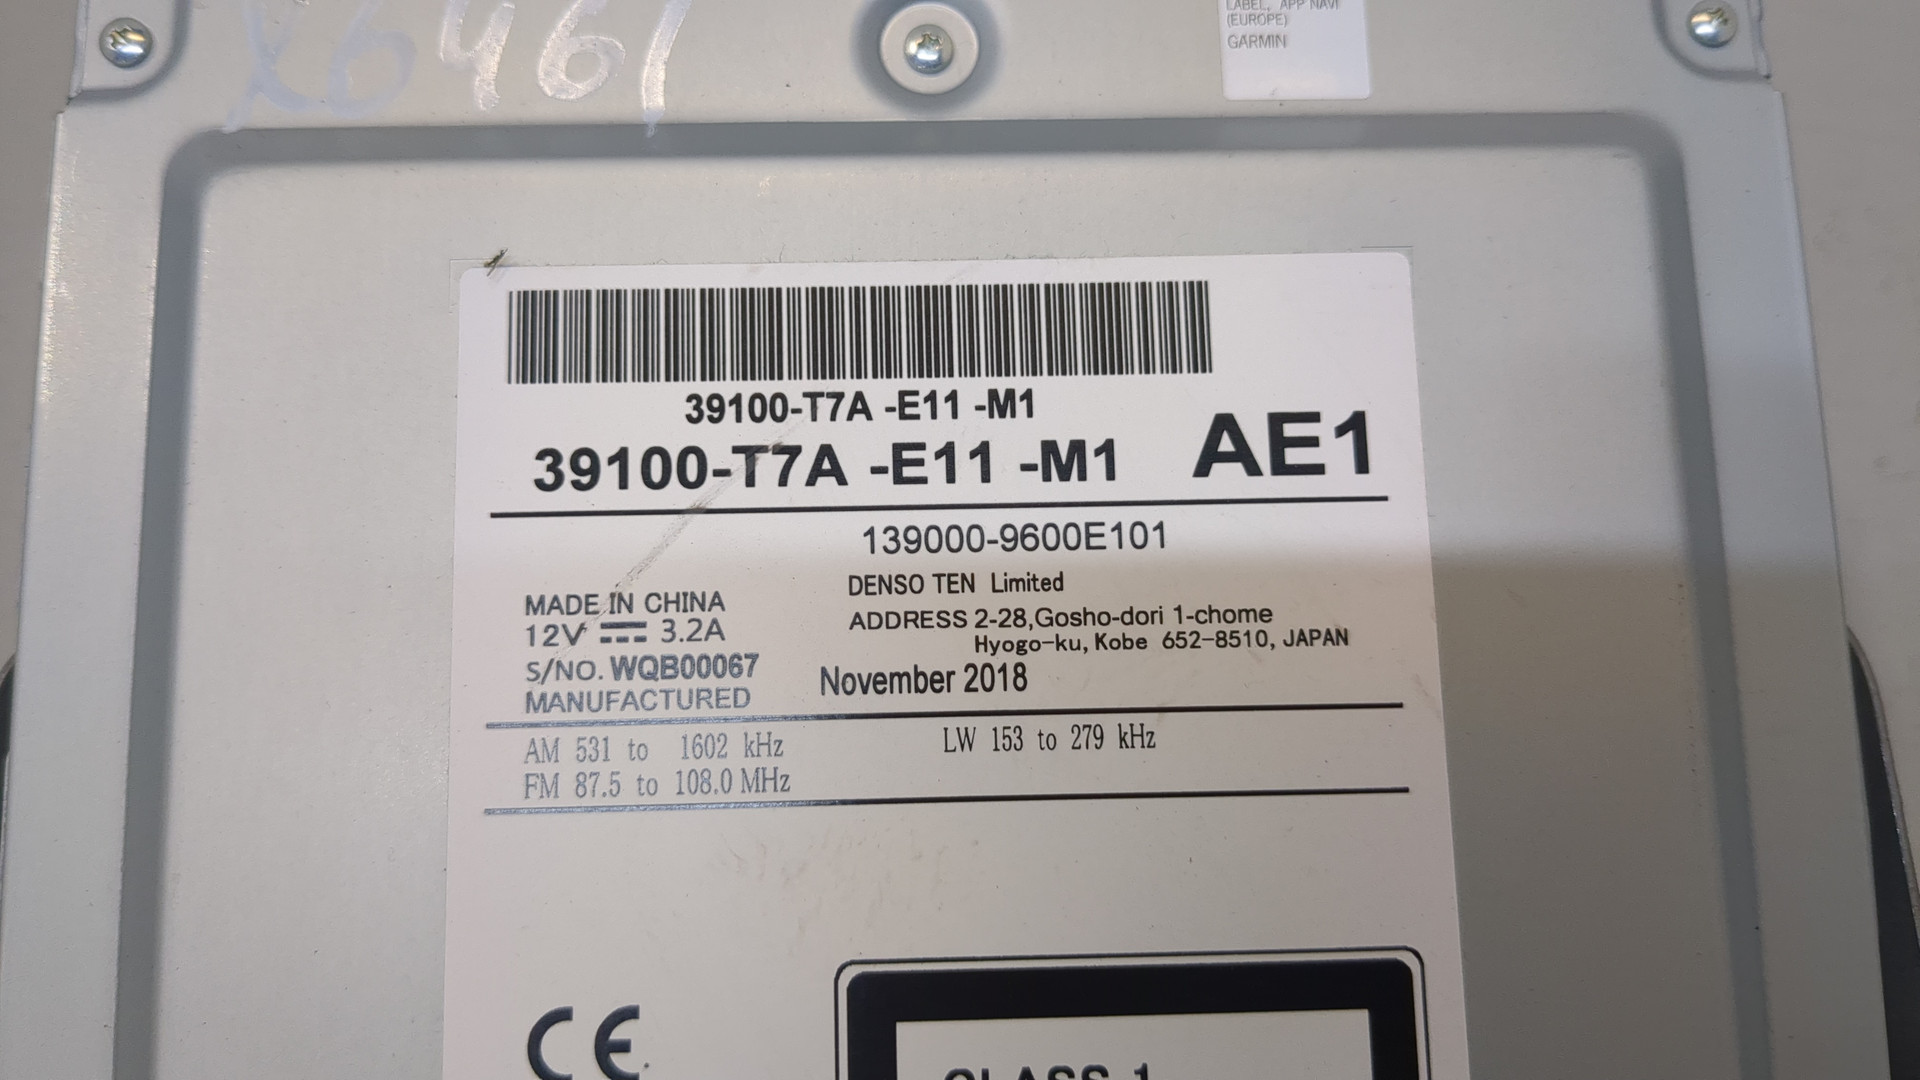 X6461
LABEL, APP NAVI
(EUROPE)
GARMIN
39100-T7A -E11 -M1
39100-T7A -E11 -M1 AE1
139000-9600E101
DENSO TEN Limited
MADE IN CHINA
ADDRESS 2-28,Gosho-dori 1-chome
12V 3.2A
Hyogo-ku, Kobe 652-8510, JAPAN
S/NO. WQB00067
MANUFACTURED November 2018
AM 531 to 1602 kHz LW 153 to 279 kHz
FM 87.5 to 108.0 MHz
CE
CLASS 1